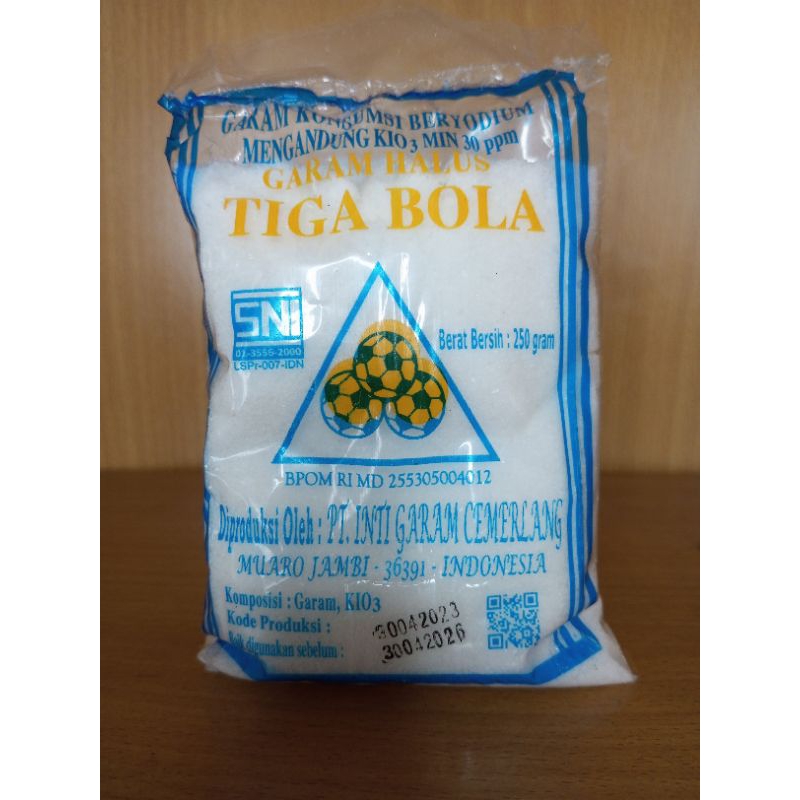 GARAM KONSUMSI BERYODIUM
MENGANDUNG KIO3 MIN 30 ppm
GARAM HALUS
TIGA BOLA
SNI
01-3556-2000
LSPr-007-IDN
Berat Bersih : 250 gram
BPOM RI MD 255305004012
Diproduksi Oleh : PT. INTI GARAM CEMERLANG
MUARO JAMBI - 36391 - INDONESIA
Komposisi : Garam, KIO3
Kode Produksi : 30042023
Baik digunakan sebelum : 30042026